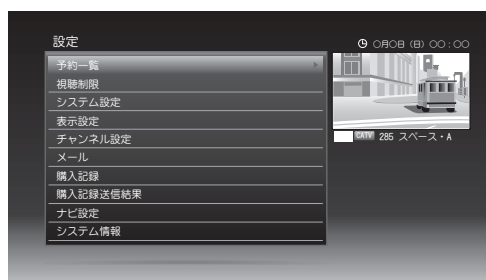 設定
○月○日 (日) ○○:○○
予約一覧
視聴制限
システム設定
表示設定
チャンネル設定
メール
購入記録
購入記録送信結果
ナビ設定
システム情報
CATV 285 スペース・A